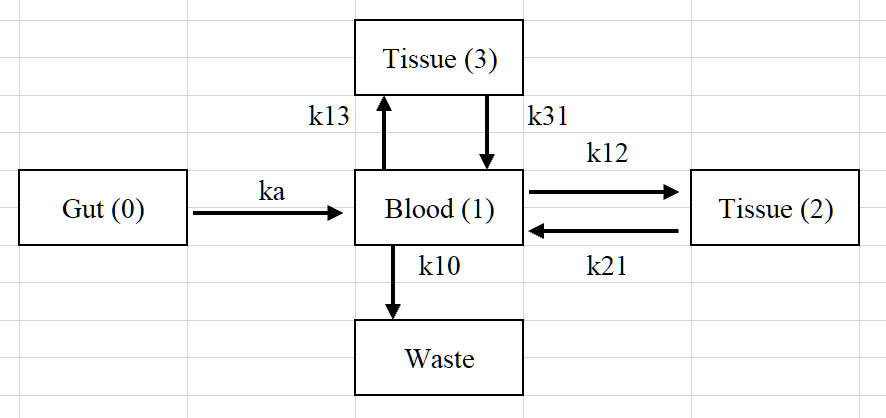 Tissue (3)
k13
k31
k12
Gut (0)
ka
Blood (1)
Tissue (2)
k10
k21
Waste